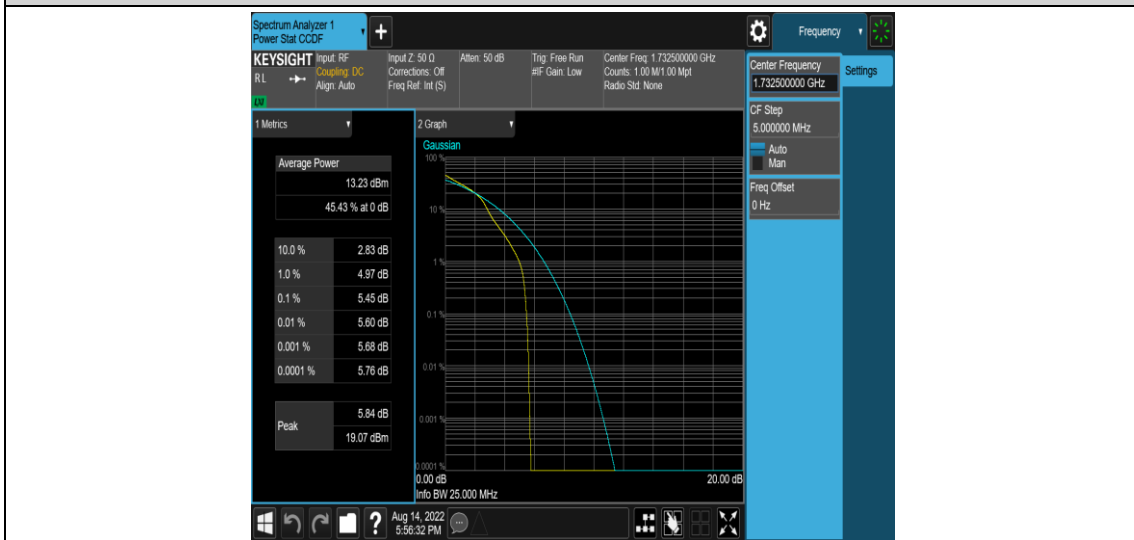 Spectrum Analyzer 1
Power Stat CCDF
Frequency
KEYSIGHT
RL
LXI
Input: RF
Coupling: DC
Align: Auto
Input Z: 50 Ω
Corrections: Off
Freq Ref: Int (S)
Atten: 50 dB
Trig: Free Run
#IF Gain: Low
Center Freq: 1.732500000 GHz
Counts: 1.00 M/1.00 Mpt
Radio Std: None
Center Frequency
1.732500000 GHz
Settings
CF Step
5.000000 MHz
Auto
Man
Freq Offset
0 Hz
1 Metrics
Average Power
13.23 dBm
45.43 % at 0 dB
10.0 % 2.83 dB
1.0 % 4.97 dB
0.1 % 5.45 dB
0.01 % 5.60 dB
0.001 % 5.68 dB
0.0001 % 5.76 dB
Peak
5.84 dB
19.07 dBm
2 Graph
Gaussian
100 %
10 %
1 %
0.1 %
0.01 %
0.001 %
0.0001 %
0.00 dB 20.00 dB
Info BW 25.000 MHz
Aug 14, 2022
5:56:32 PM